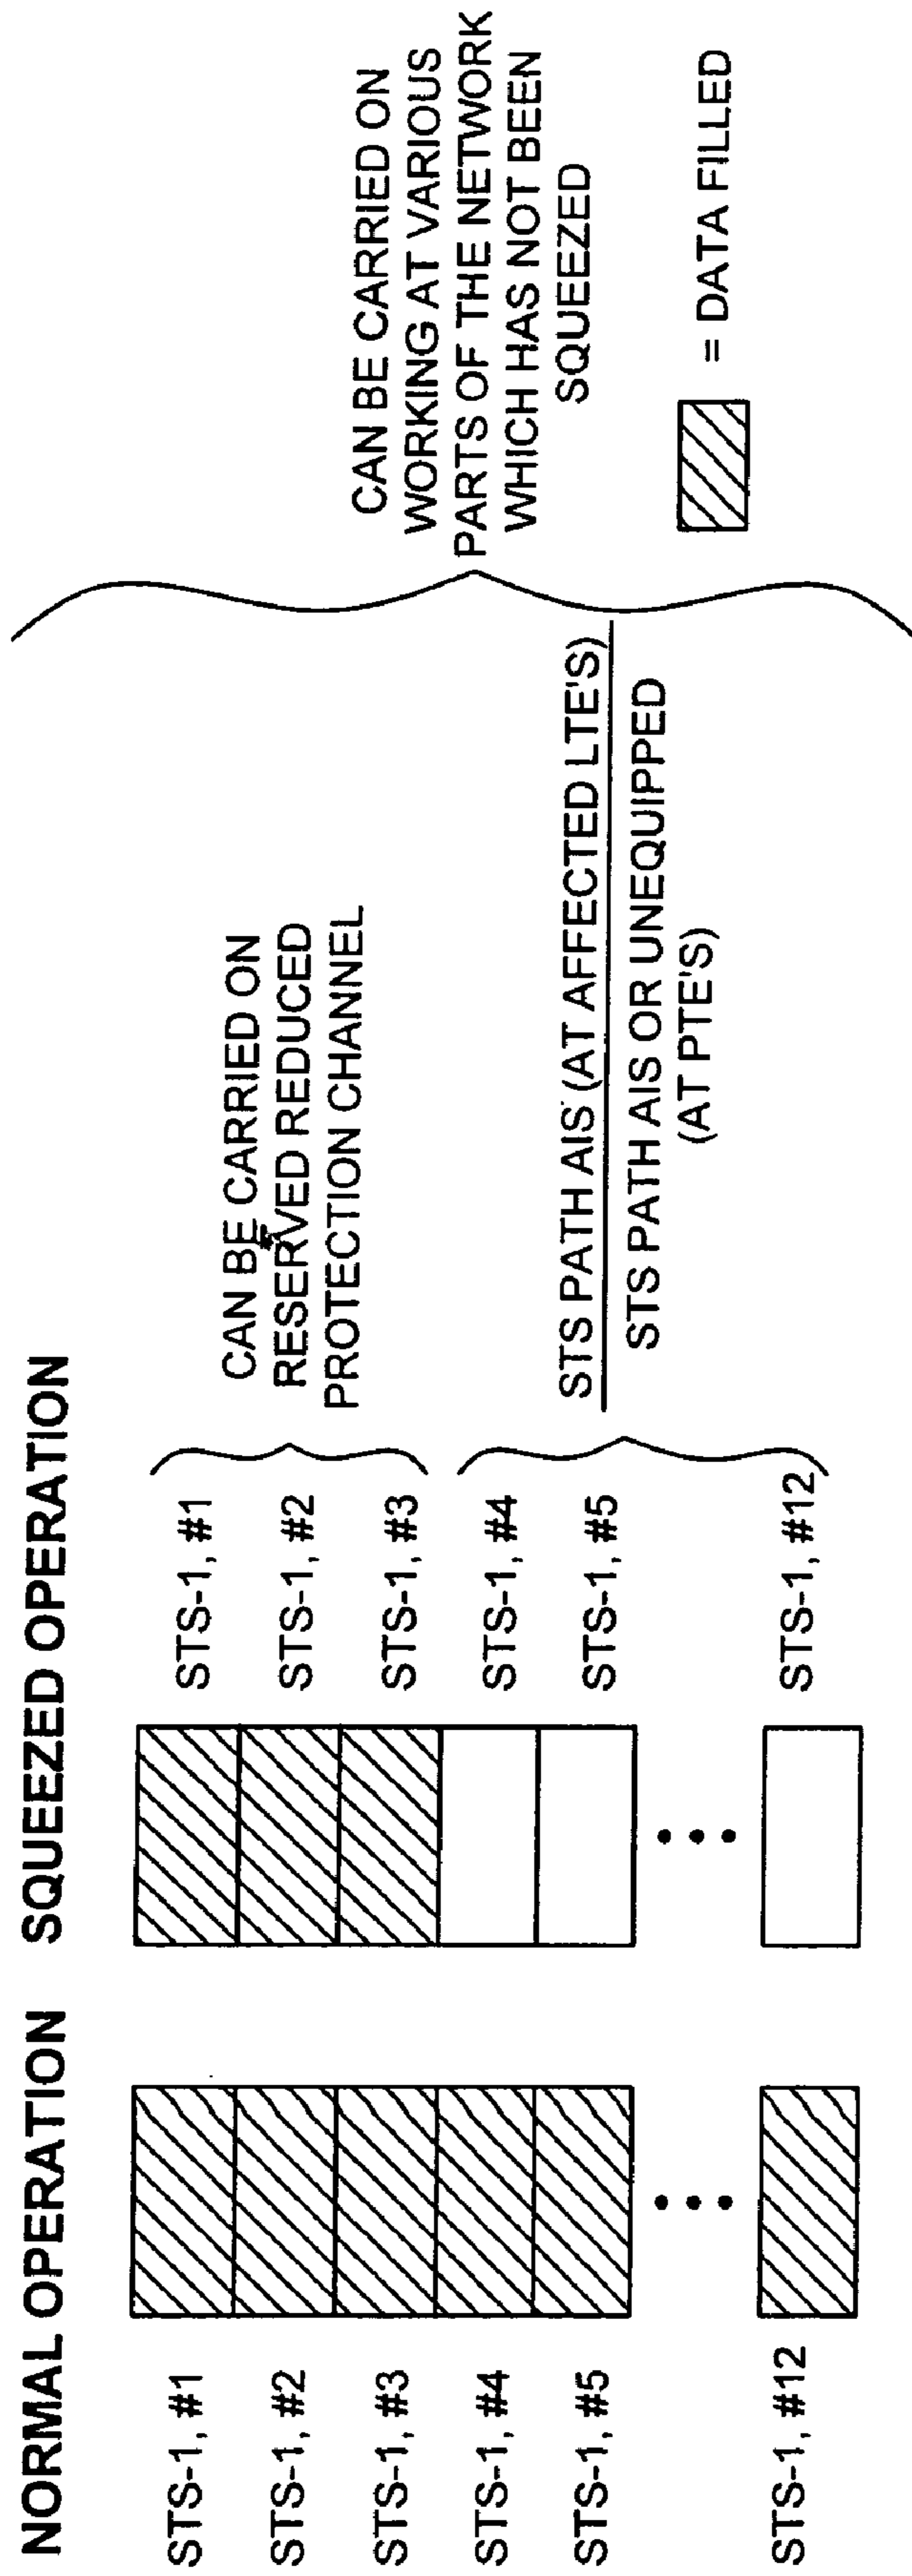 NORMAL OPERATION
STS-1, #1
STS-1, #2
STS-1, #3
STS-1, #4
STS-1, #5
STS-1, #12
SQUEEZED OPERATION
STS-1, #1
STS-1, #2
STS-1, #3
STS-1, #4
STS-1, #5
STS-1, #12
CAN BE CARRIED ON
RESERVED REDUCED
PROTECTION CHANNEL
STS PATH AIS (AT AFFECTED LTE'S)
STS PATH AIS OR UNEQUIPPED
(AT PTE'S)
CAN BE CARRIED ON
WORKING AT VARIOUS
PARTS OF THE NETWORK
WHICH HAS NOT BEEN
SQUEEZED
= DATA FILLED